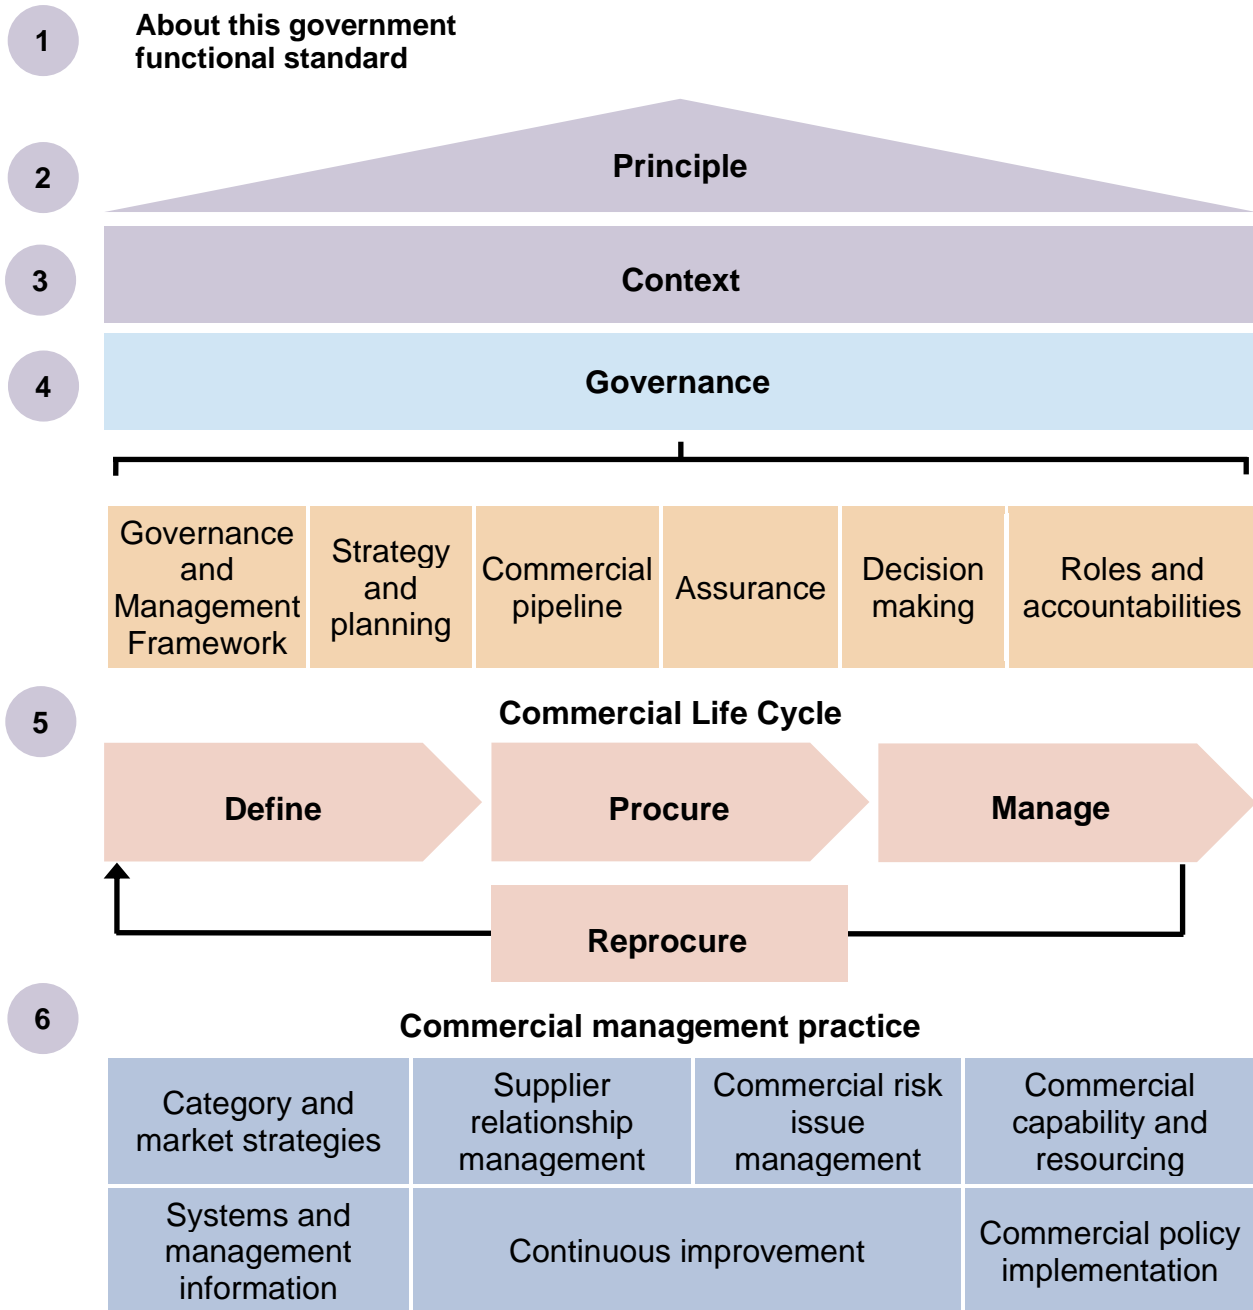 1
About this government
functional standard
2
Principle
3
Context
4
Governance
Governance
and
Management
Framework
Strategy
and
planning
Commercial
pipeline
Assurance
Decision
making
Roles and
accountabilities
5
Commercial Life Cycle
Define
Procure
Manage
Reprocure
6
Commercial management practice
Category and
market strategies
Supplier
relationship
management
Commercial risk
issue
management
Commercial
capability and
resourcing
Systems and
management
information
Continuous improvement
Commercial policy
implementation